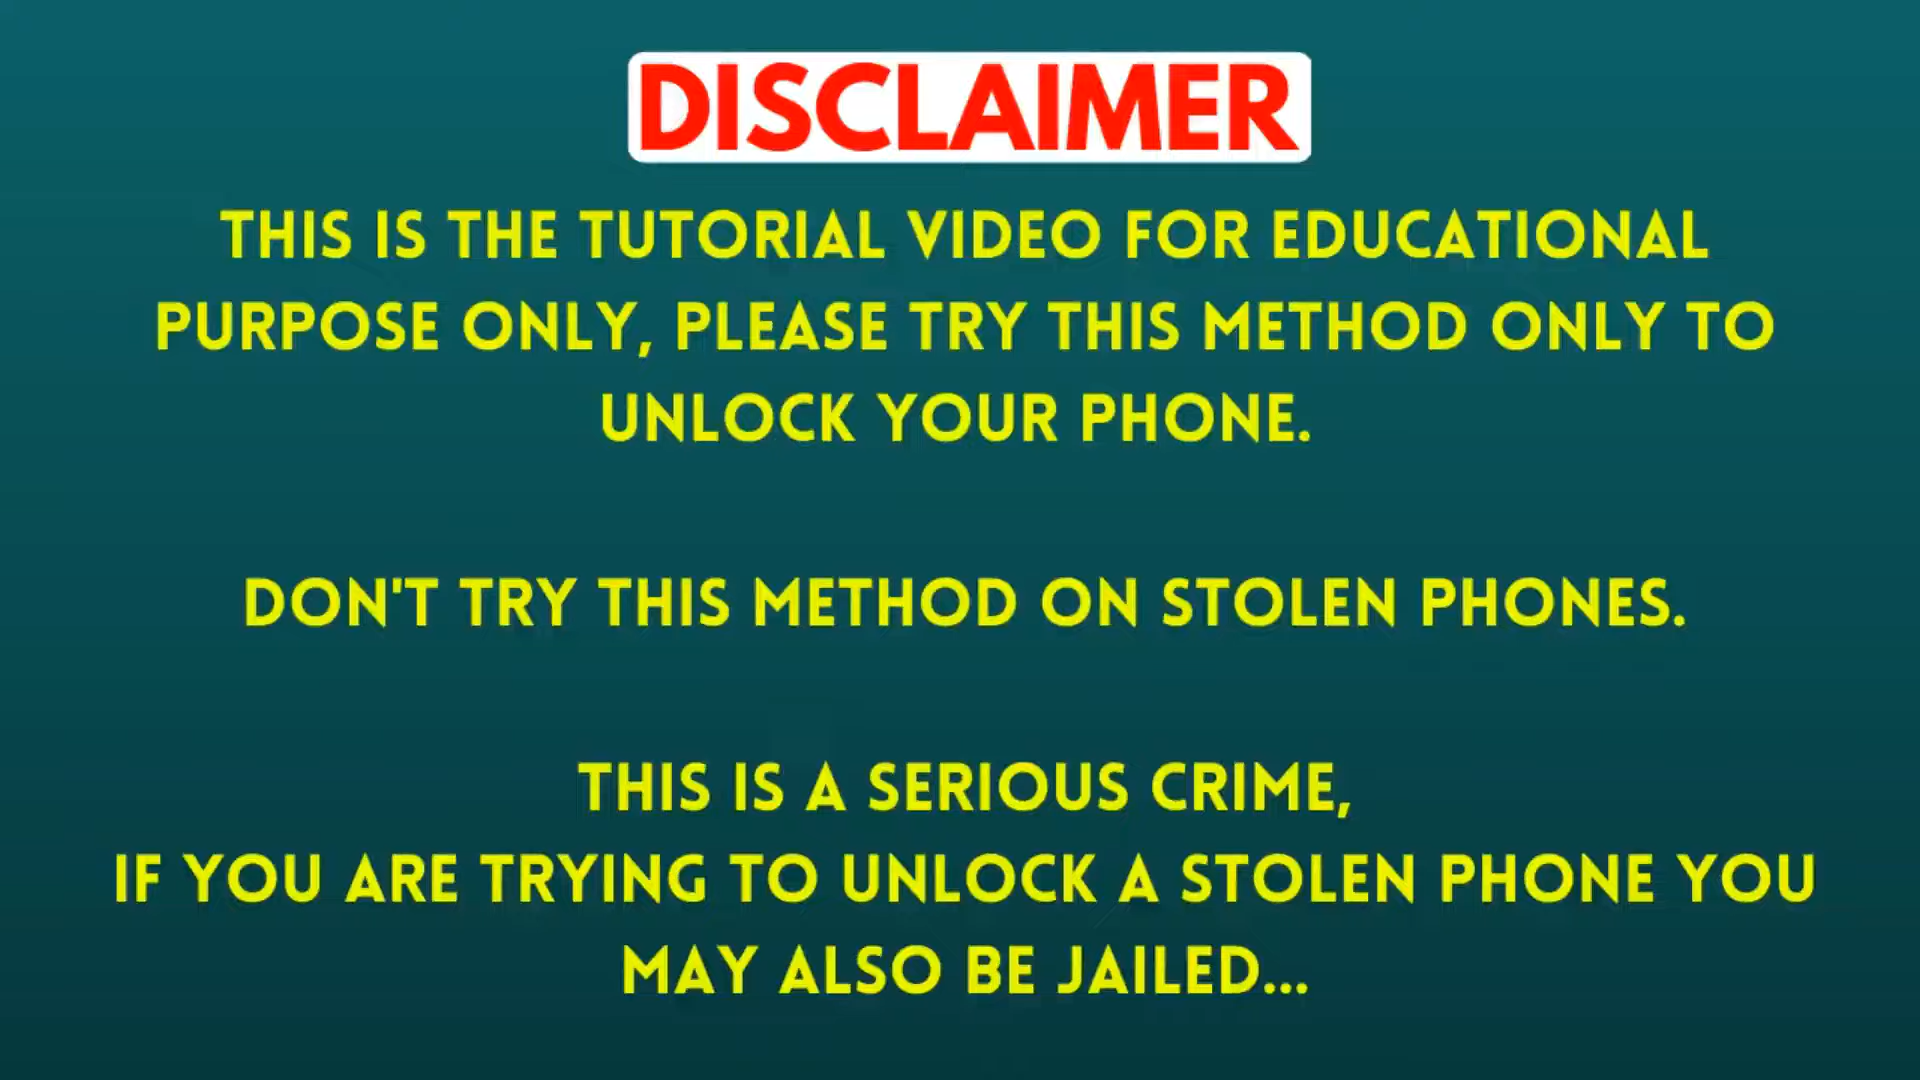 DISCLAIMER
THIS IS THE TUTORIAL VIDEO FOR EDUCATIONAL
PURPOSE ONLY, PLEASE TRY THIS METHOD ONLY TO
UNLOCK YOUR PHONE.
DON'T TRY THIS METHOD ON STOLEN PHONES.
THIS IS A SERIOUS CRIME,
IF YOU ARE TRYING TO UNLOCK A STOLEN PHONE YOU
MAY ALSO BE JAILED...